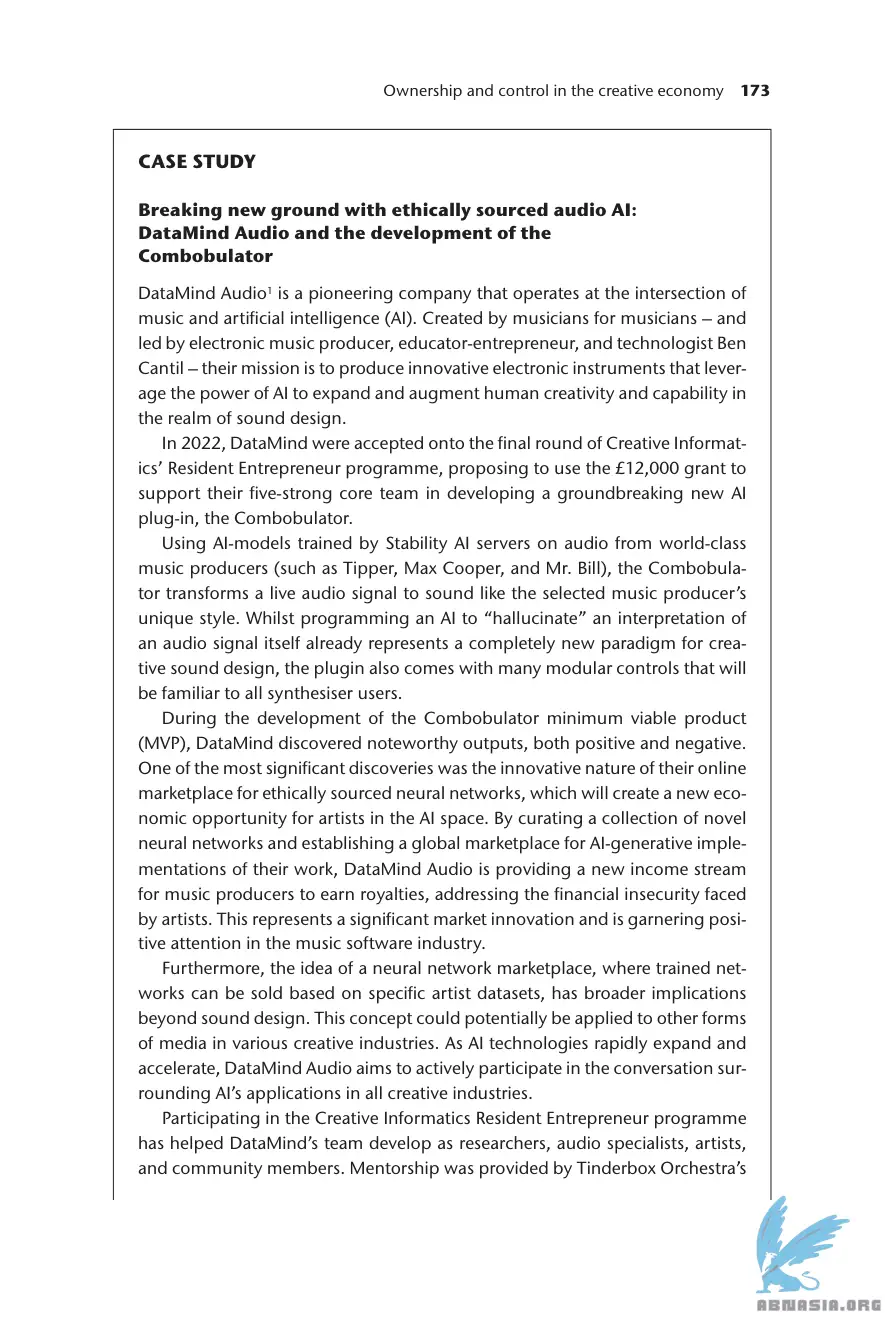 Ownership and control in the creative economy 173
CASE STUDY
Breaking new ground with ethically sourced audio AI:
DataMind Audio and the development of the
Combobulator
DataMind Audio¹ is a pioneering company that operates at the intersection of
music and artificial intelligence (AI). Created by musicians for musicians – and
led by electronic music producer, educator-entrepreneur, and technologist Ben
Cantil – their mission is to produce innovative electronic instruments that lever-
age the power of AI to expand and augment human creativity and capability in
the realm of sound design.
In 2022, DataMind were accepted onto the final round of Creative Informat-
ics’ Resident Entrepreneur programme, proposing to use the £12,000 grant to
support their five-strong core team in developing a groundbreaking new AI
plug-in, the Combobulator.
Using AI-models trained by Stability AI servers on audio from world-class
music producers (such as Tipper, Max Cooper, and Mr. Bill), the Combobula-
tor transforms a live audio signal to sound like the selected music producer’s
unique style. Whilst programming an AI to “hallucinate” an interpretation of
an audio signal itself already represents a completely new paradigm for crea-
tive sound design, the plugin also comes with many modular controls that will
be familiar to all synthesiser users.
During the development of the Combobulator minimum viable product
(MVP), DataMind discovered noteworthy outputs, both positive and negative.
One of the most significant discoveries was the innovative nature of their online
marketplace for ethically sourced neural networks, which will create a new eco-
nomic opportunity for artists in the AI space. By curating a collection of novel
neural networks and establishing a global marketplace for AI-generative imple-
mentations of their work, DataMind Audio is providing a new income stream
for music producers to earn royalties, addressing the financial insecurity faced
by artists. This represents a significant market innovation and is garnering posi-
tive attention in the music software industry.
Furthermore, the idea of a neural network marketplace, where trained net-
works can be sold based on specific artist datasets, has broader implications
beyond sound design. This concept could potentially be applied to other forms
of media in various creative industries. As AI technologies rapidly expand and
accelerate, DataMind Audio aims to actively participate in the conversation sur-
rounding AI’s applications in all creative industries.
Participating in the Creative Informatics Resident Entrepreneur programme
has helped DataMind’s team develop as researchers, audio specialists, artists,
and community members. Mentorship was provided by Tinderbox Orchestra’s
ABNASIA.ORG